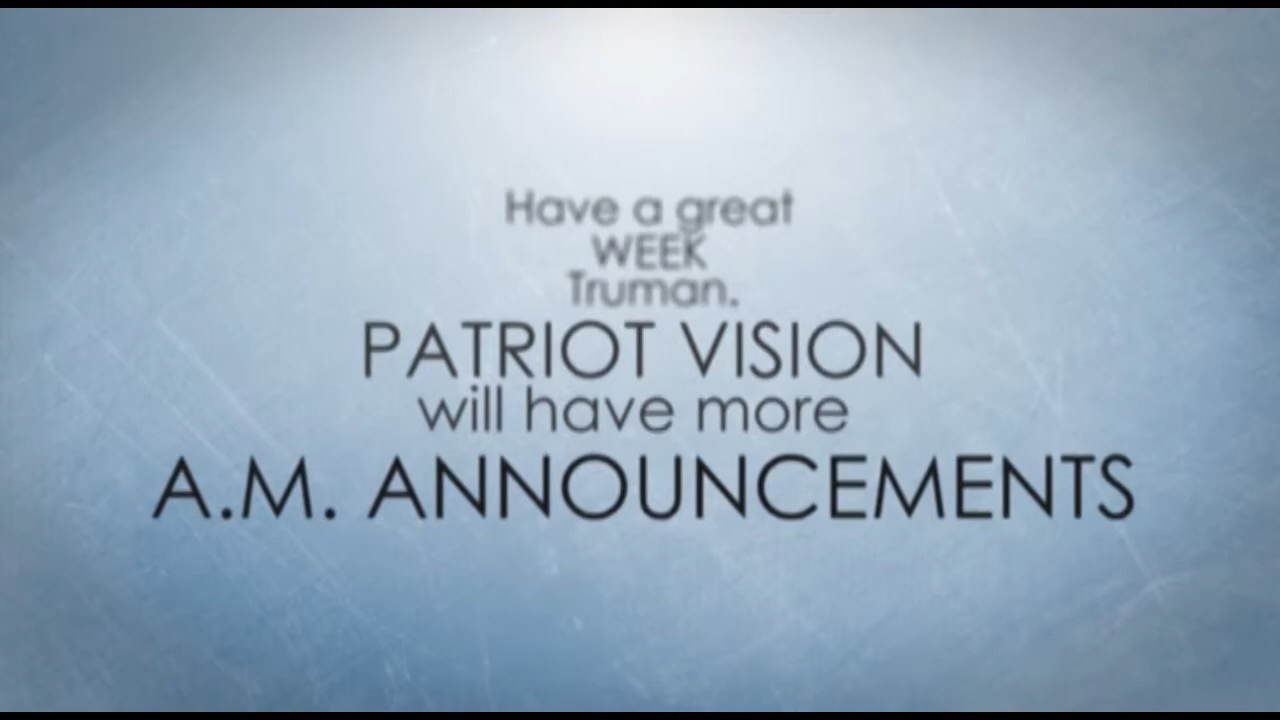 Have a great
WEEK
Truman.
PATRIOT VISION
will have more
A.M. ANNOUNCEMENTS